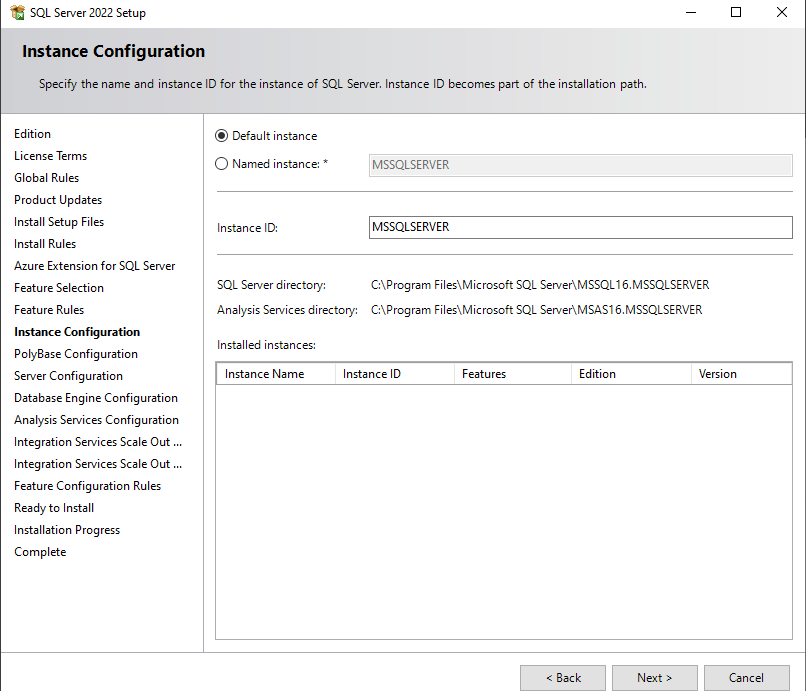 SQL Server 2022 Setup
Instance Configuration
Specify the name and instance ID for the instance of SQL Server. Instance ID becomes part of the installation path.
Edition
License Terms
Global Rules
Product Updates
Install Setup Files
Install Rules
Azure Extension for SQL Server
Feature Selection
Feature Rules
Instance Configuration
PolyBase Configuration
Server Configuration
Database Engine Configuration
Analysis Services Configuration
Integration Services Scale Out ...
Integration Services Scale Out ...
Feature Configuration Rules
Ready to Install
Installation Progress
Complete
Default instance
Named instance: * MSSQLSERVER
Instance ID: MSSQLSERVER
SQL Server directory: C:\Program Files\Microsoft SQL Server\MSSQL16.MSSQLSERVER
Analysis Services directory: C:\Program Files\Microsoft SQL Server\MSAS16.MSSQLSERVER
Installed instances:
Instance Name Instance ID Features Edition Version
< Back Next > Cancel